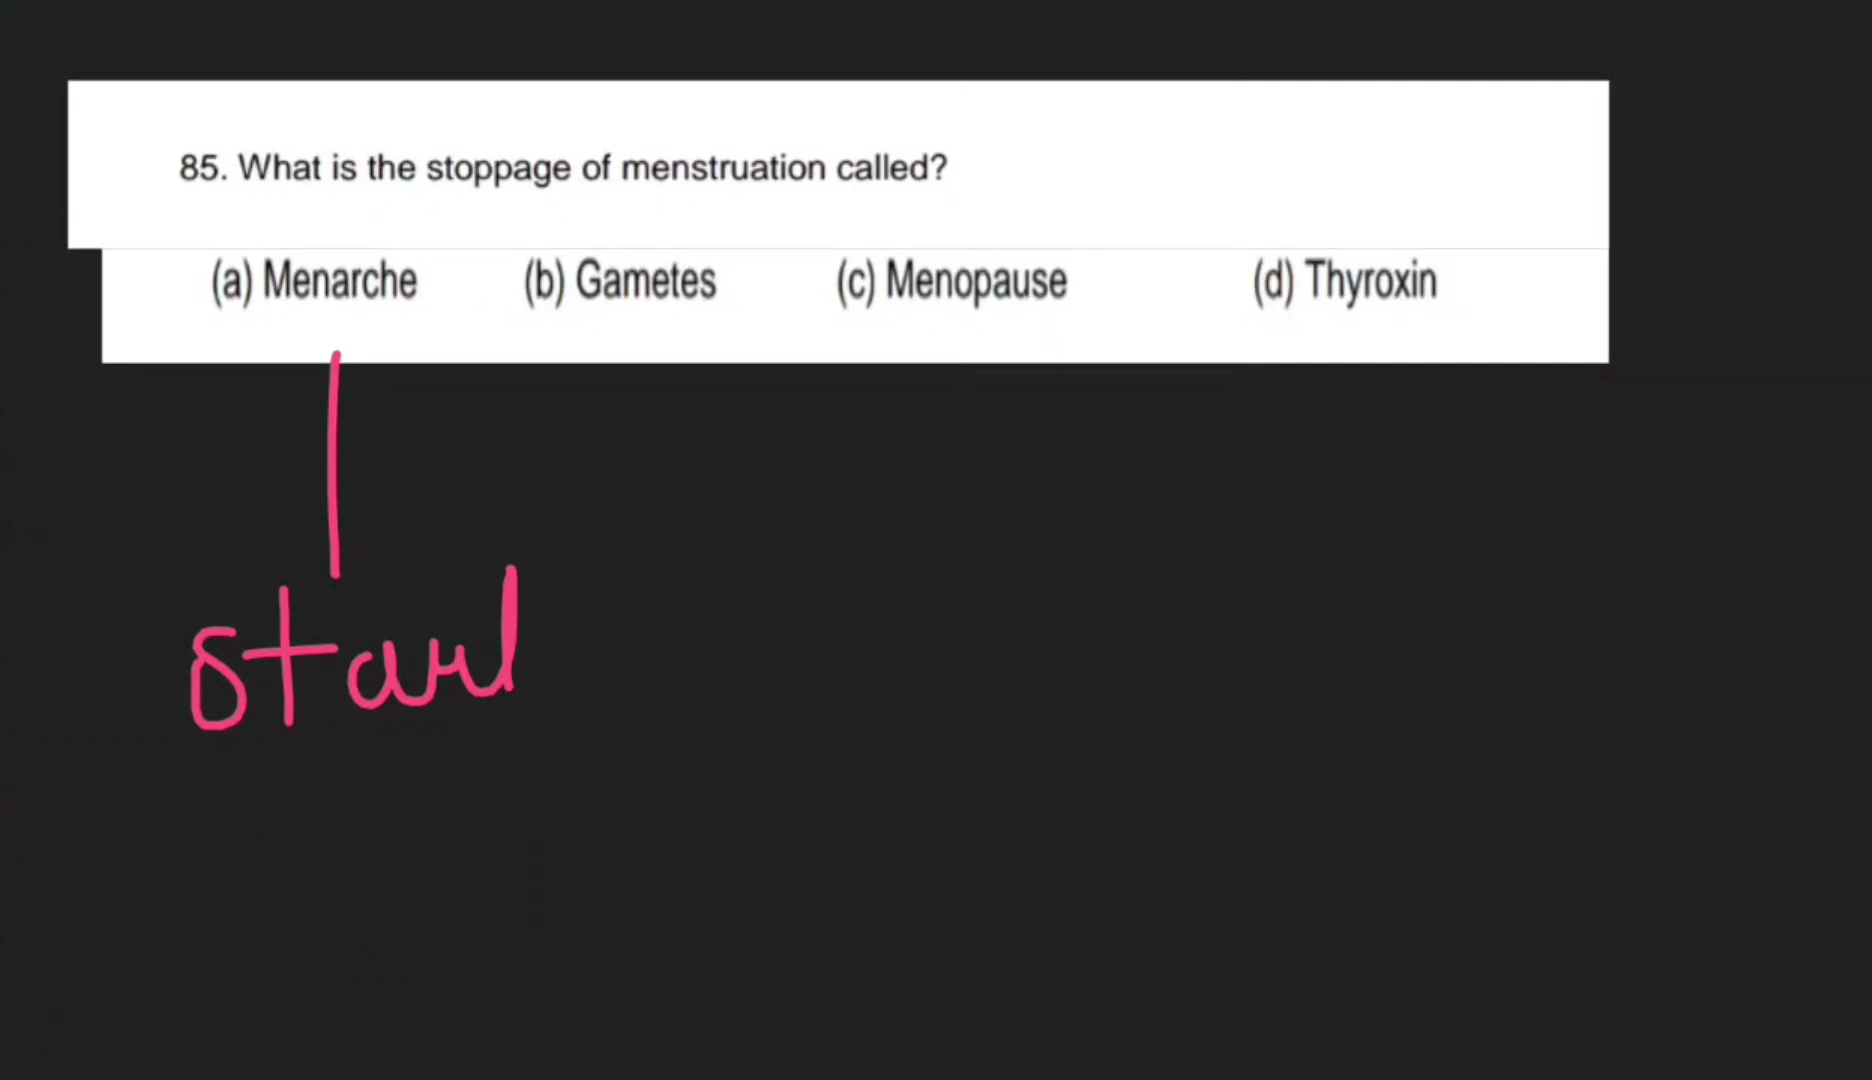 85. What is the stoppage of menstruation called?
(a) Menarche (b) Gametes (c) Menopause (d) Thyroxin
start